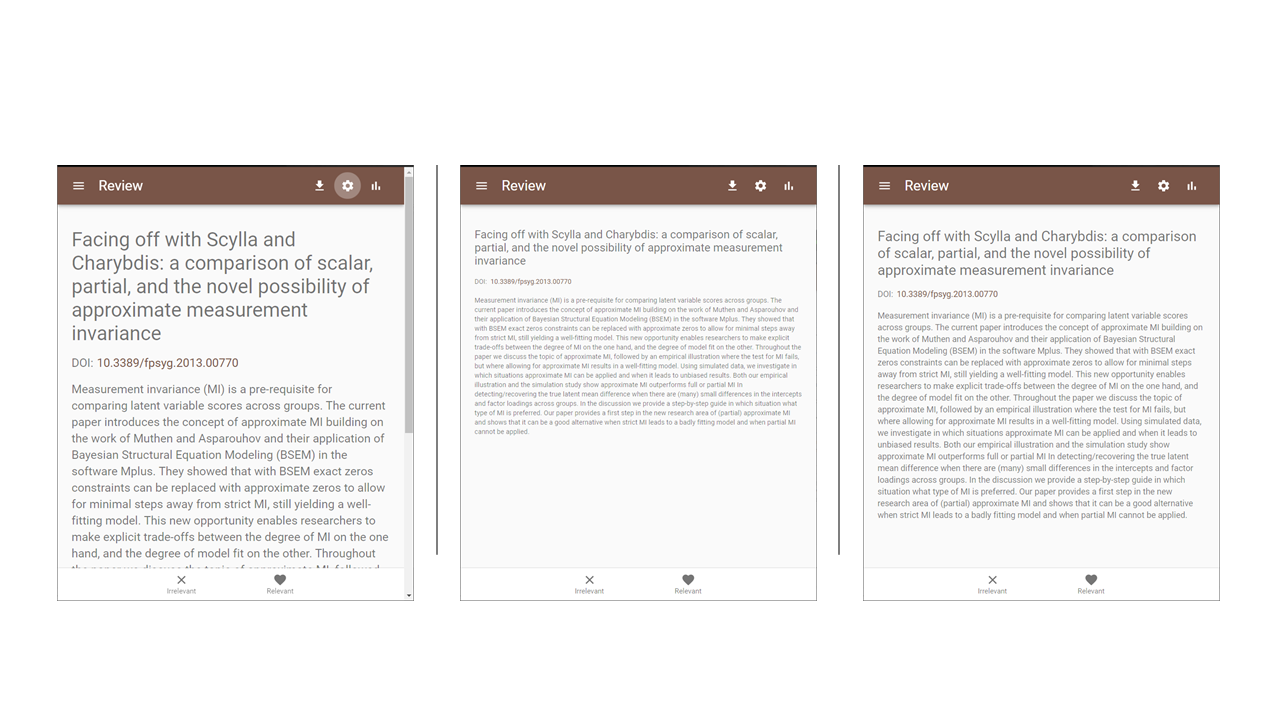 Review
Facing off with Scylla and
Charybdis: a comparison of scalar,
partial, and the novel possibility of
approximate measurement
invariance
DOI: 10.3389/fpsyg.2013.00770
Measurement invariance (MI) is a pre-requisite for
comparing latent variable scores across groups. The current
paper introduces the concept of approximate MI building on
the work of Muthen and Asparouhov and their application of
Bayesian Structural Equation Modeling (BSEM) in the
software Mplus. They showed that with BSEM exact zeros
constraints can be replaced with approximate zeros to allow
for minimal steps away from strict MI, still yielding a well-
fitting model. This new opportunity enables researchers to
make explicit trade-offs between the degree of MI on the one
hand, and the degree of model fit on the other. Throughout
the paper we discuss the topic of approximate MI, followed
Irrelevant
Relevant
Review
Facing off with Scylla and Charybdis: a comparison of scalar,
partial, and the novel possibility of approximate measurement
invariance
DOI: 10.3389/fpsyg.2013.00770
Measurement invariance (MI) is a pre-requisite for comparing latent variable scores across groups. The
current paper introduces the concept of approximate MI building on the work of Muthen and Asparouhov and
their application of Bayesian Structural Equation Modeling (BSEM) in the software Mplus. They showed that
with BSEM exact zeros constraints can be replaced with approximate zeros to allow for minimal steps away
from strict MI, still yielding a well-fitting model. This new opportunity enables researchers to make explicit
trade-offs between the degree of MI on the one hand, and the degree of model fit on the other. Throughout the
paper we discuss the topic of approximate MI, followed by an empirical illustration where the test for MI fails,
but where allowing for approximate MI results in a well-fitting model. Using simulated data, we investigate in
which situations approximate MI can be applied and when it leads to unbiased results. Both our empirical
illustration and the simulation study show approximate MI outperforms full or partial MI In
detecting/recovering the true latent mean difference when there are (many) small differences in the intercepts
and factor loadings across groups. In the discussion we provide a step-by-step guide in which situation what
type of MI is preferred. Our paper provides a first step in the new research area of (partial) approximate MI
and shows that it can be a good alternative when strict MI leads to a badly fitting model and when partial MI
cannot be applied.
Irrelevant
Relevant
Review
Facing off with Scylla and Charybdis: a comparison
of scalar, partial, and the novel possibility of
approximate measurement invariance
DOI: 10.3389/fpsyg.2013.00770
Measurement invariance (MI) is a pre-requisite for comparing latent variable scores
across groups. The current paper introduces the concept of approximate MI building on
the work of Muthen and Asparouhov and their application of Bayesian Structural
Equation Modeling (BSEM) in the software Mplus. They showed that with BSEM exact
zeros constraints can be replaced with approximate zeros to allow for minimal steps
away from strict MI, still yielding a well-fitting model. This new opportunity enables
researchers to make explicit trade-offs between the degree of MI on the one hand, and
the degree of model fit on the other. Throughout the paper we discuss the topic of
approximate MI, followed by an empirical illustration where the test for MI fails, but
where allowing for approximate MI results in a well-fitting model. Using simulated data,
we investigate in which situations approximate MI can be applied and when it leads to
unbiased results. Both our empirical illustration and the simulation study show
approximate MI outperforms full or partial MI In detecting/recovering the true latent
mean difference when there are (many) small differences in the intercepts and factor
loadings across groups. In the discussion we provide a step-by-step guide in which
situation what type of MI is preferred. Our paper provides a first step in the new
research area of (partial) approximate MI and shows that it can be a good alternative
when strict MI leads to a badly fitting model and when partial MI cannot be applied.
Irrelevant
Relevant